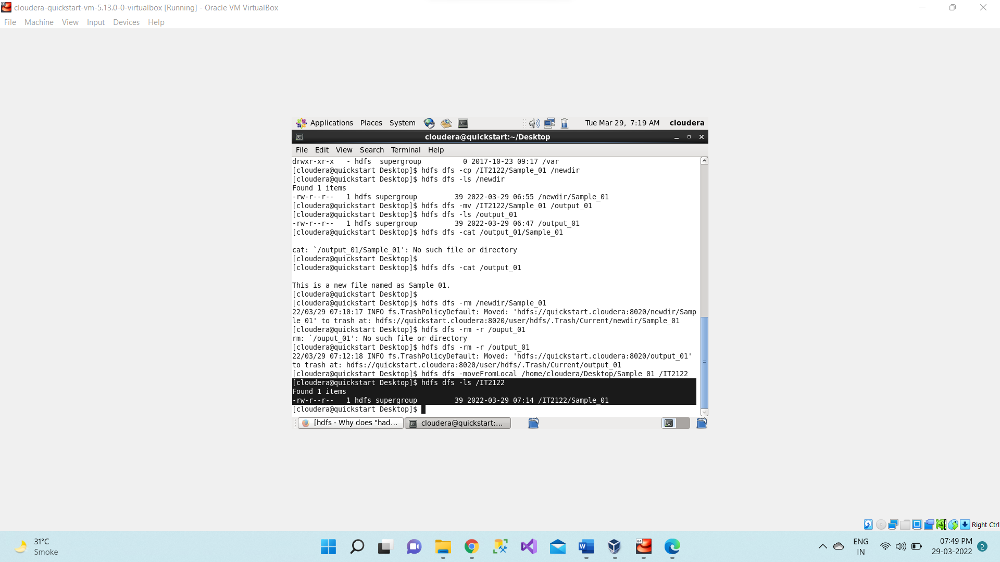 cloudera-quickstart-vm-5.13.0-0-virtualbox [Running] - Oracle VM VirtualBox
File Machine View Input Devices Help
Applications Places System Tue Mar 29, 7:19 AM cloudera
cloudera@quickstart:~/Desktop
File Edit View Search Terminal Help
drwxr-xr-x   - hdfs  supergroup          0 2017-10-23 09:17 /var
[cloudera@quickstart Desktop]$ hdfs dfs -cp /IT2122/Sample_01 /newdir
[cloudera@quickstart Desktop]$ hdfs dfs -ls /newdir
Found 1 items
-rw-r--r--   1 hdfs supergroup         39 2022-03-29 06:55 /newdir/Sample_01
[cloudera@quickstart Desktop]$ hdfs dfs -mv /IT2122/Sample_01 /output_01
[cloudera@quickstart Desktop]$ hdfs dfs -ls /output_01
-rw-r--r--   1 hdfs supergroup         39 2022-03-29 06:47 /output_01
[cloudera@quickstart Desktop]$ hdfs dfs -cat /output_01/Sample_01
cat: `/output_01/Sample_01': No such file or directory
[cloudera@quickstart Desktop]$
[cloudera@quickstart Desktop]$ hdfs dfs -cat /output_01
This is a new file named as Sample 01.
[cloudera@quickstart Desktop]$
[cloudera@quickstart Desktop]$ hdfs dfs -rm /newdir/Sample_01
22/03/29 07:10:17 INFO fs.TrashPolicyDefault: Moved: 'hdfs://quickstart.cloudera:8020/newdir/Samp
le_01' to trash at: hdfs://quickstart.cloudera:8020/user/hdfs/.Trash/Current/newdir/Sample_01
[cloudera@quickstart Desktop]$ hdfs dfs -rm -r /ouput_01
rm: `/ouput_01': No such file or directory
[cloudera@quickstart Desktop]$ hdfs dfs -rm -r /output_01
22/03/29 07:12:18 INFO fs.TrashPolicyDefault: Moved: 'hdfs://quickstart.cloudera:8020/output_01'
to trash at: hdfs://quickstart.cloudera:8020/user/hdfs/.Trash/Current/output_01
[cloudera@quickstart Desktop]$ hdfs dfs -moveFromLocal /home/cloudera/Desktop/Sample_01 /IT2122
[cloudera@quickstart Desktop]$ hdfs dfs -ls /IT2122
Found 1 items
-rw-r--r--   1 hdfs supergroup         39 2022-03-29 07:14 /IT2122/Sample_01
[cloudera@quickstart Desktop]$
[hdfs - Why does "had... cloudera@quickstart:...
Right Ctrl
31°C
Smoke
ENG
IN
07:49 PM
29-03-2022
2